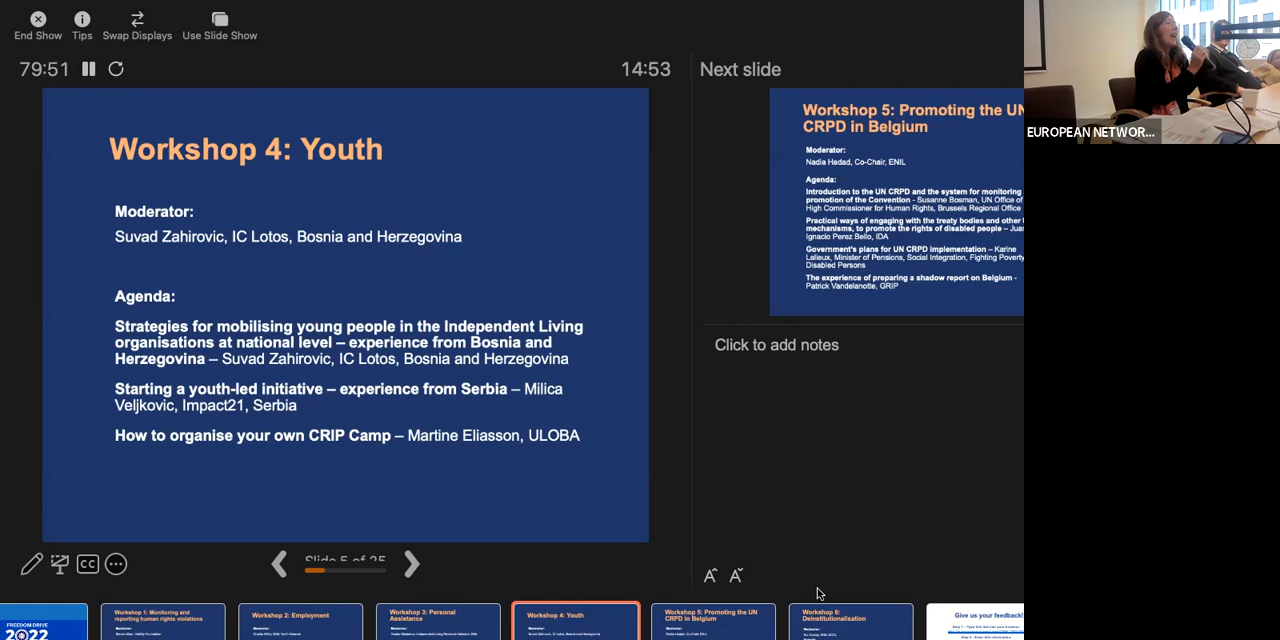 End Show
Tips
Swap Displays
Use Slide Show
79:51
14:53
Next slide
Workshop 4: Youth
Moderator:
Suvad Zahirovic, IC Lotos, Bosnia and Herzegovina
Agenda:
Strategies for mobilising young people in the Independent Living
organisations at national level – experience from Bosnia and
Herzegovina – Suvad Zahirovic, IC Lotos, Bosnia and Herzegovina
Starting a youth-led initiative – experience from Serbia – Milica
Veljkovic, Impact21, Serbia
How to organise your own CRIP Camp – Martine Eliasson, ULOBA
Workshop 5: Promoting the UN
CRPD in Belgium
Moderator:
Nadia Hadad, Co-Chair, ENIL
Agenda:
Introduction to the UN CRPD and the system for monitoring
promotion of the Convention - Susanne Bosman, UN Office of
High Commissioner for Human Rights, Brussels Regional Office
Practical ways of engaging with the treaty bodies and other
mechanisms, to promote the rights of disabled people – Juan
Ignacio Perez Bello, IDA
Government's plans for UN CRPD implementation – Karine
Lalieux, Minister of Pensions, Social Integration, Fighting Poverty
Disabled Persons
The experience of preparing a shadow report on Belgium -
Patrick Vandelanotte, GRIP
EUROPEAN NETWOR...
Click to add notes
CC
Slide 5 of 25
FREEDOM DRIVE
2022
Workshop 1: Monitoring and
reporting human rights violations
Workshop 2: Employment
Workshop 3: Personal
Assistance
Workshop 4: Youth
Workshop 5: Promoting the UN
CRPD in Belgium
Workshop 6:
Deinstitutionalisation
Give us your feedback!